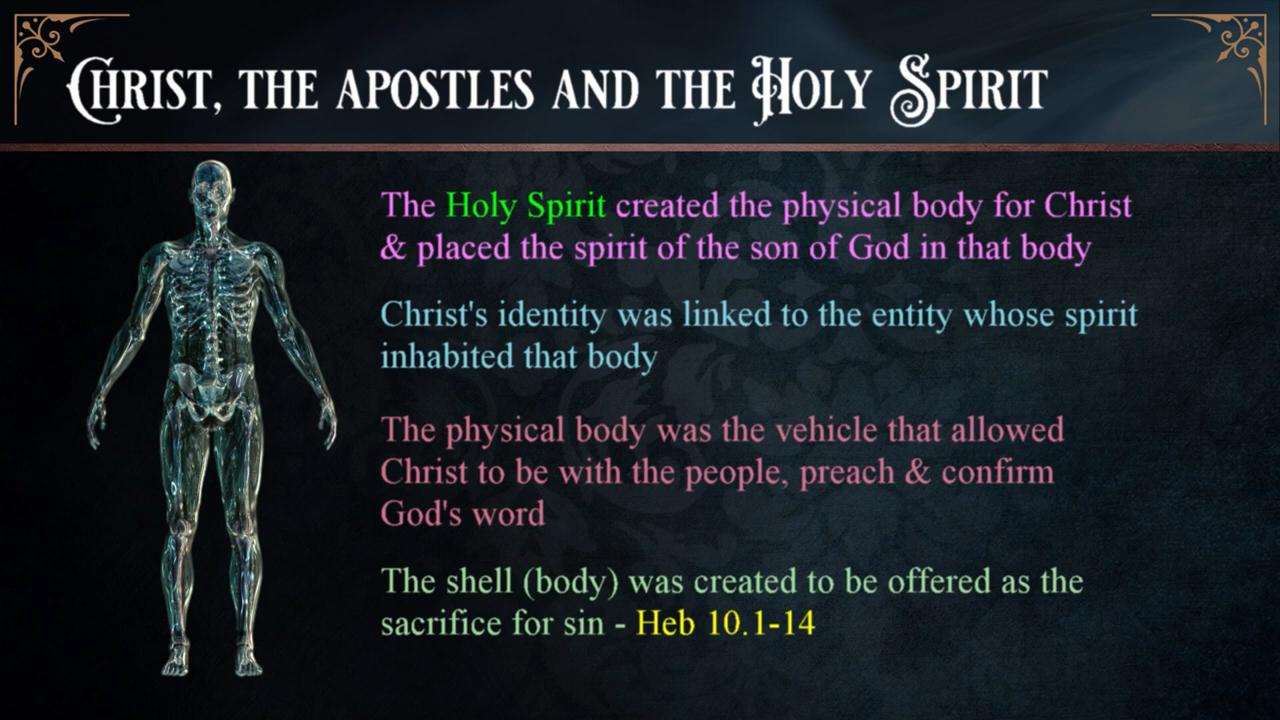 Christ, the apostles and the Holy Spirit
The Holy Spirit created the physical body for Christ
& placed the spirit of the son of God in that body
Christ's identity was linked to the entity whose spirit
inhabited that body
The physical body was the vehicle that allowed
Christ to be with the people, preach & confirm
God's word
The shell (body) was created to be offered as the
sacrifice for sin - Heb 10.1-14